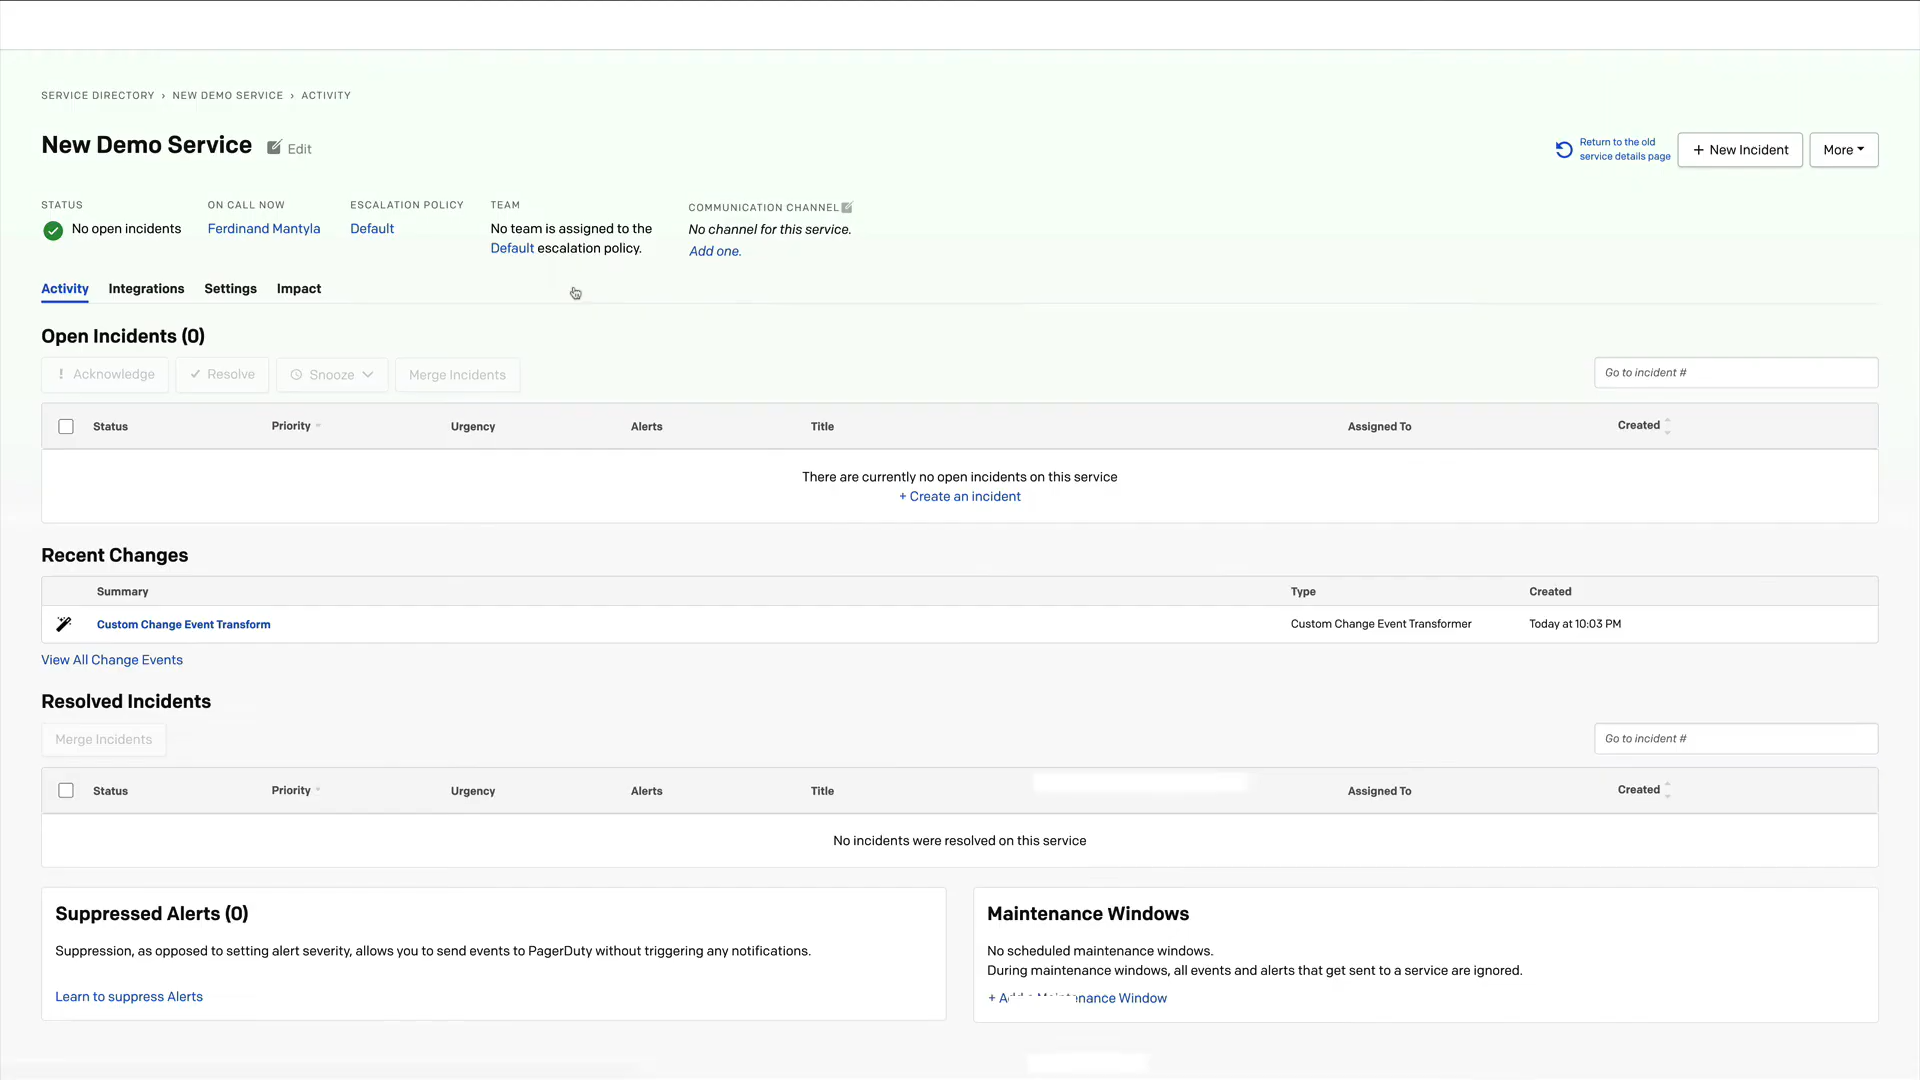 SERVICE DIRECTORY › NEW DEMO SERVICE › ACTIVITY
New Demo Service Edit
Return to the old
service details page
+ New Incident
More
STATUS
No open incidents
ON CALL NOW
Ferdinand Mantyla
ESCALATION POLICY
Default
TEAM
No team is assigned to the
Default escalation policy.
COMMUNICATION CHANNEL
No channel for this service.
Add one.
Activity Integrations Settings Impact
Open Incidents (0)
! Acknowledge Resolve Snooze Merge Incidents
Go to incident #
Status Priority Urgency Alerts Title Assigned To Created
There are currently no open incidents on this service
+ Create an incident
Recent Changes
Summary Type Created
Custom Change Event Transform Custom Change Event Transformer Today at 10:03 PM
View All Change Events
Resolved Incidents
Merge Incidents
Go to incident #
Status Priority Urgency Alerts Title Assigned To Created
No incidents were resolved on this service
Suppressed Alerts (0)
Suppression, as opposed to setting alert severity, allows you to send events to PagerDuty without triggering any notifications.
Learn to suppress Alerts
Maintenance Windows
No scheduled maintenance windows.
During maintenance windows, all events and alerts that get sent to a service are ignored.
+ Add a Maintenance Window